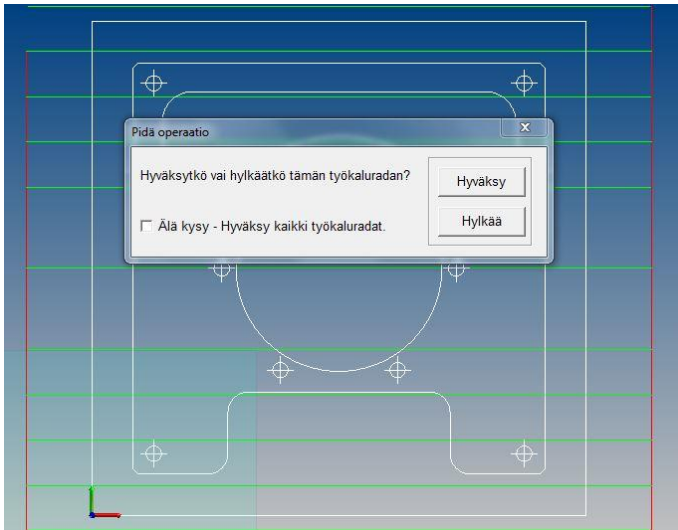 Pidä operaatio
Hyväksytkö vai hylkäätkö tämän työkaluradan?
Hyväksy
Älä kysy - Hyväksy kaikki työkaluradat.
Hylkää